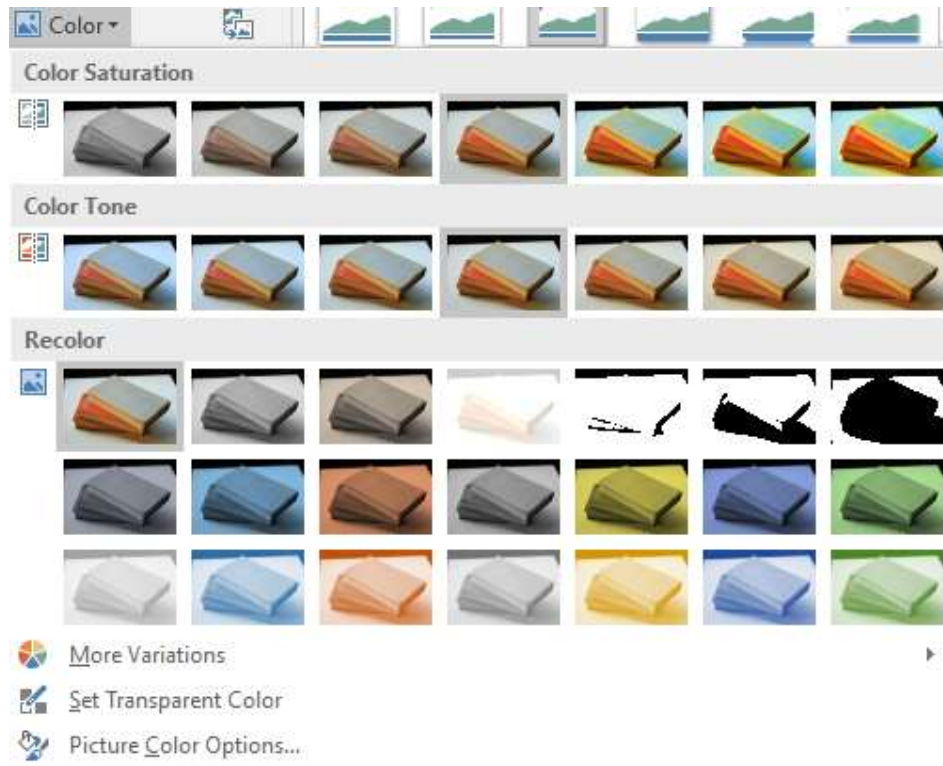 Color
Color Saturation
Color Tone
Recolor
More Variations
Set Transparent Color
Picture Color Options...